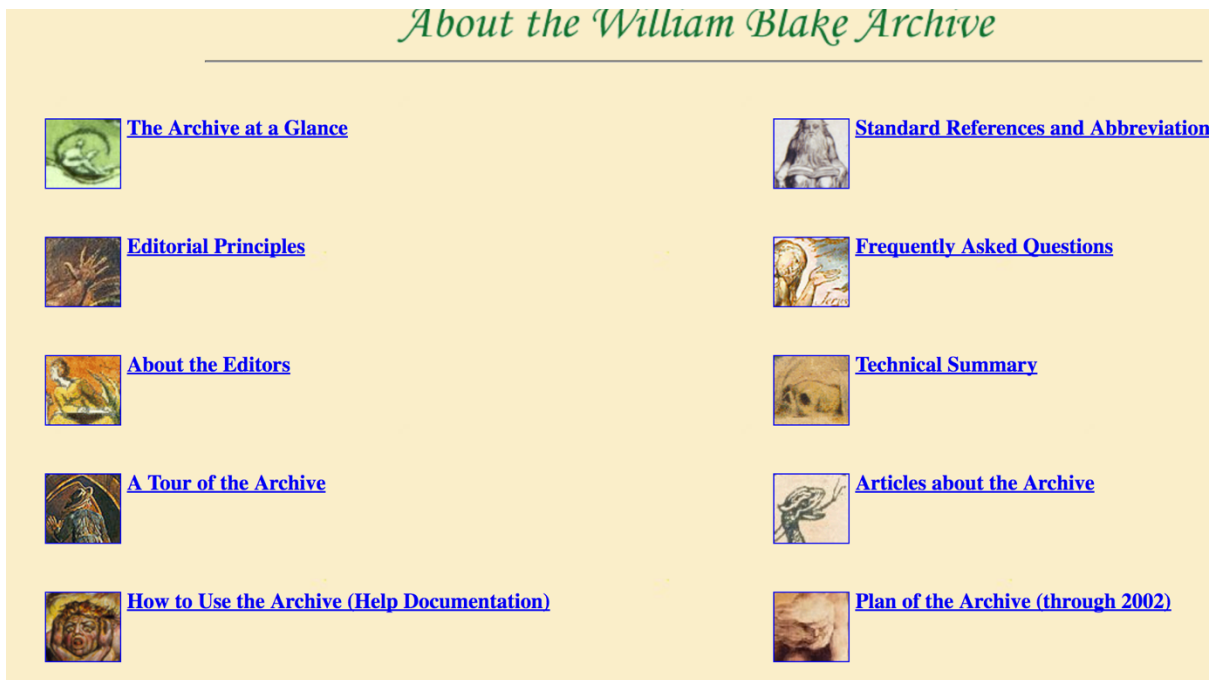 About the William Blake Archive
The Archive at a Glance
Standard References and Abbreviation
Editorial Principles
Frequently Asked Questions
About the Editors
Technical Summary
A Tour of the Archive
Articles about the Archive
How to Use the Archive (Help Documentation)
Plan of the Archive (through 2002)